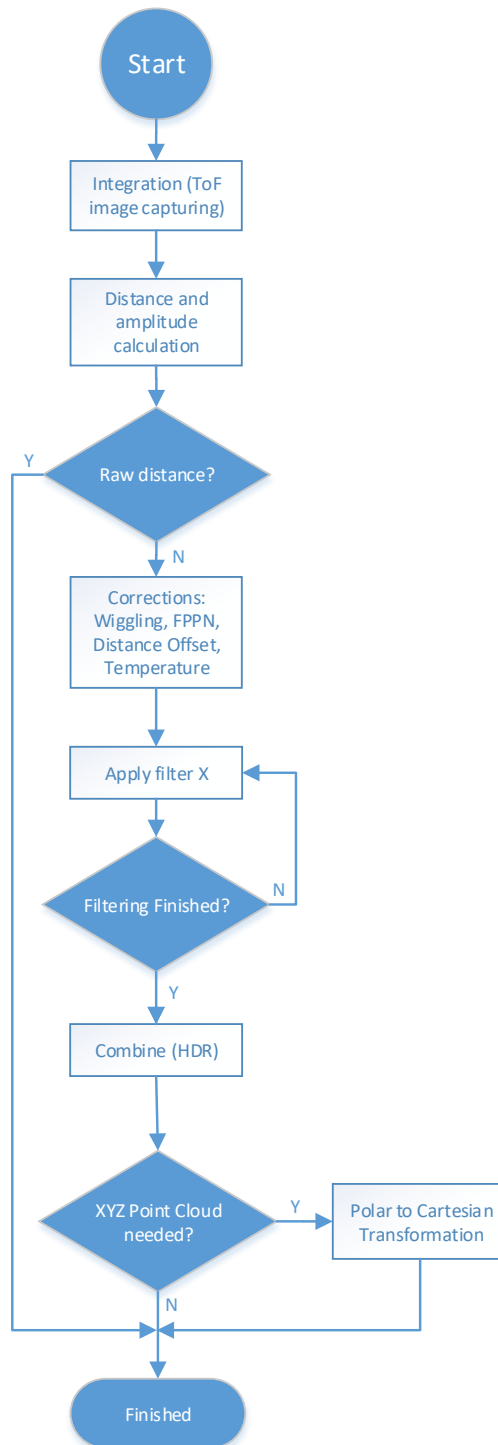 Start
Integration (ToF
image capturing)
Distance and
amplitude
calculation
Y
Raw distance?
N
Corrections:
Wiggling, FPPN,
Distance Offset,
Temperature
Apply filter X
N
Filtering Finished?
Y
Combine (HDR)
XYZ Point Cloud
needed?
Y
Polar to Cartesian
Transformation
N
Finished